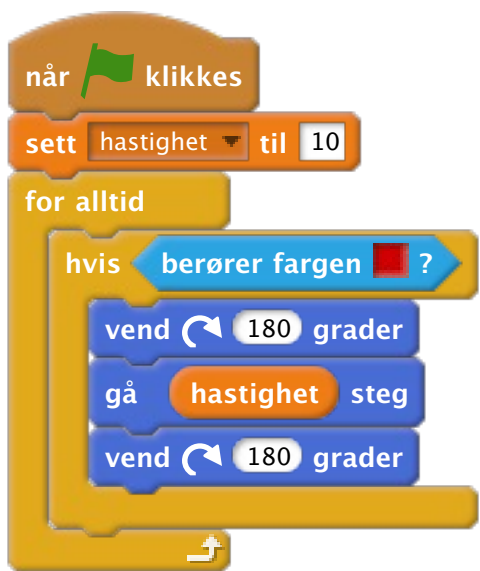 når klikkes
sett hastighet til 10
for alltid
hvis berører fargen ?
vend 180 grader
gå hastighet steg
vend 180 grader